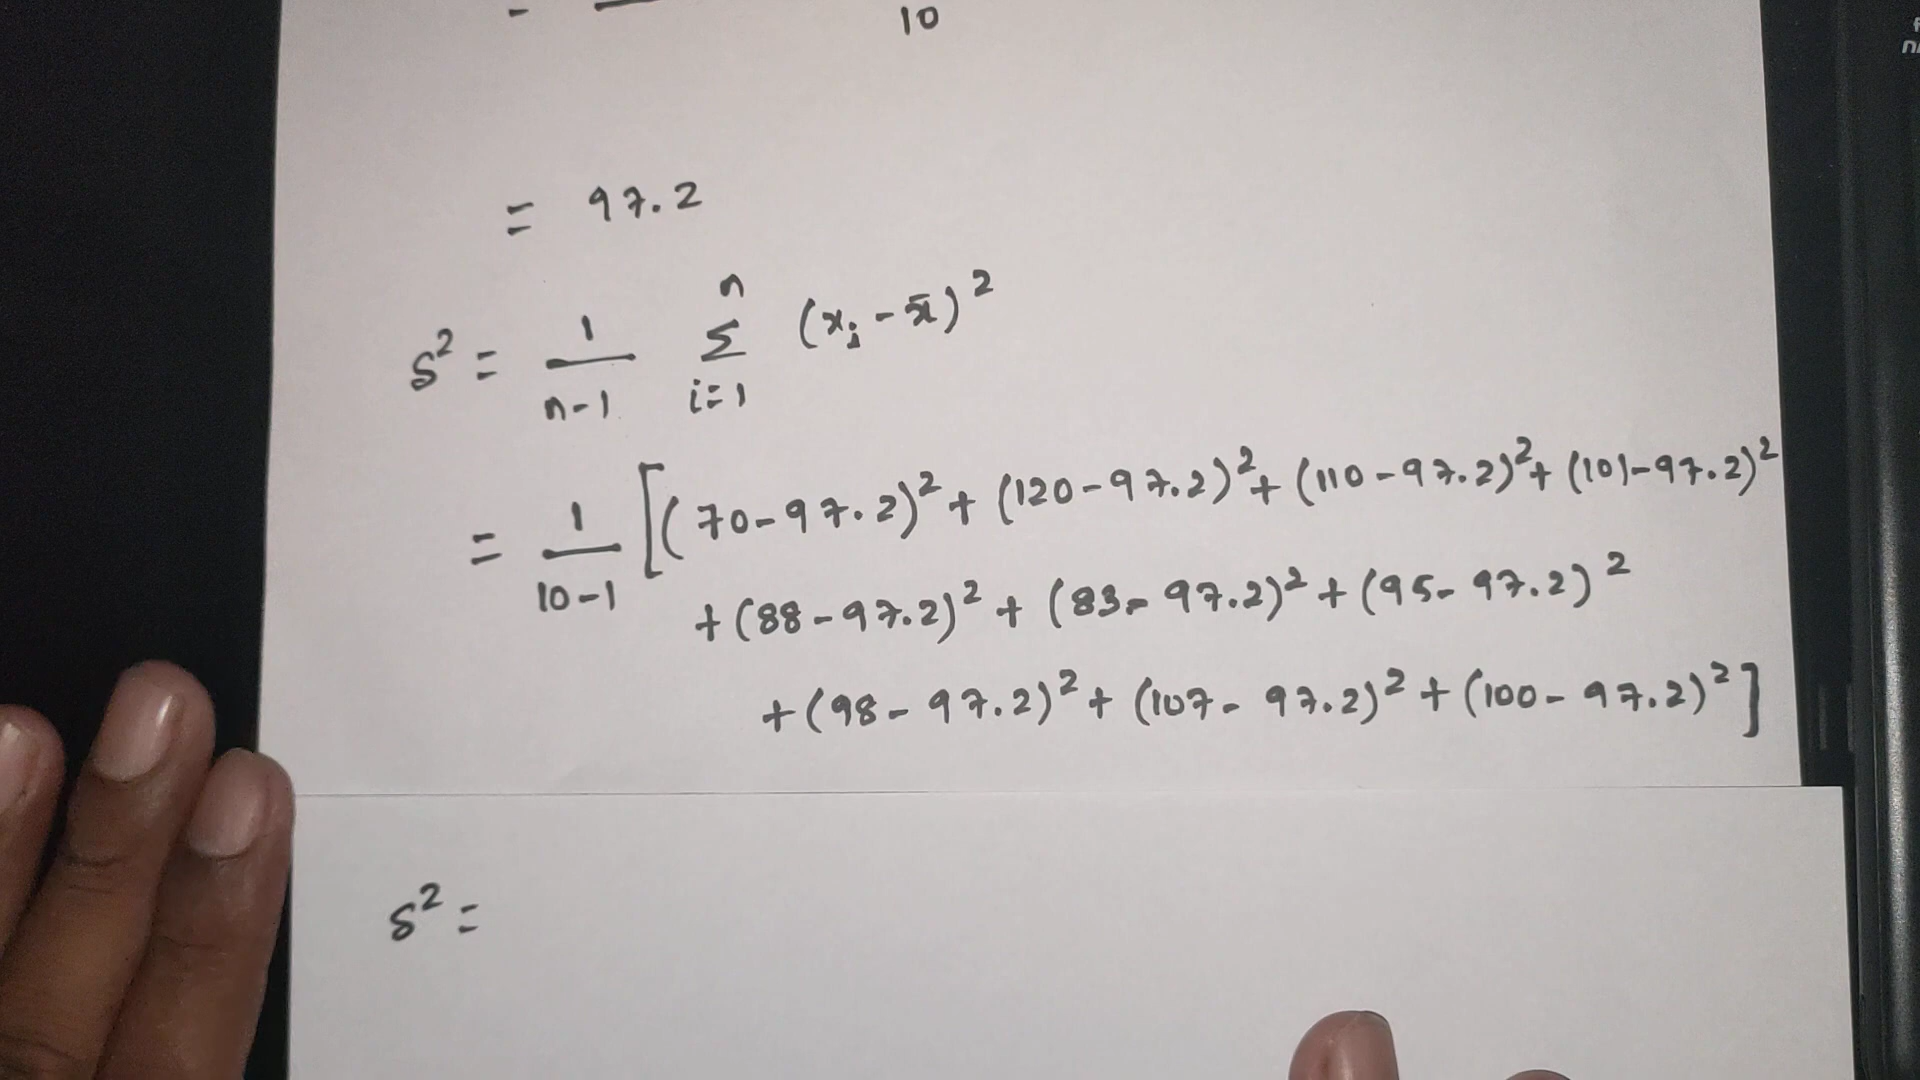 10
= 97.2
s² = 1/(n-1) Σ_{i=1}^{n} (xᵢ - x̄)²
= 1/(10-1) [(70-97.2)² + (120-97.2)² + (110-97.2)² + (101-97.2)²
+ (88-97.2)² + (83-97.2)² + (95-97.2)²
+ (98-97.2)² + (107-97.2)² + (100-97.2)²]
s² =